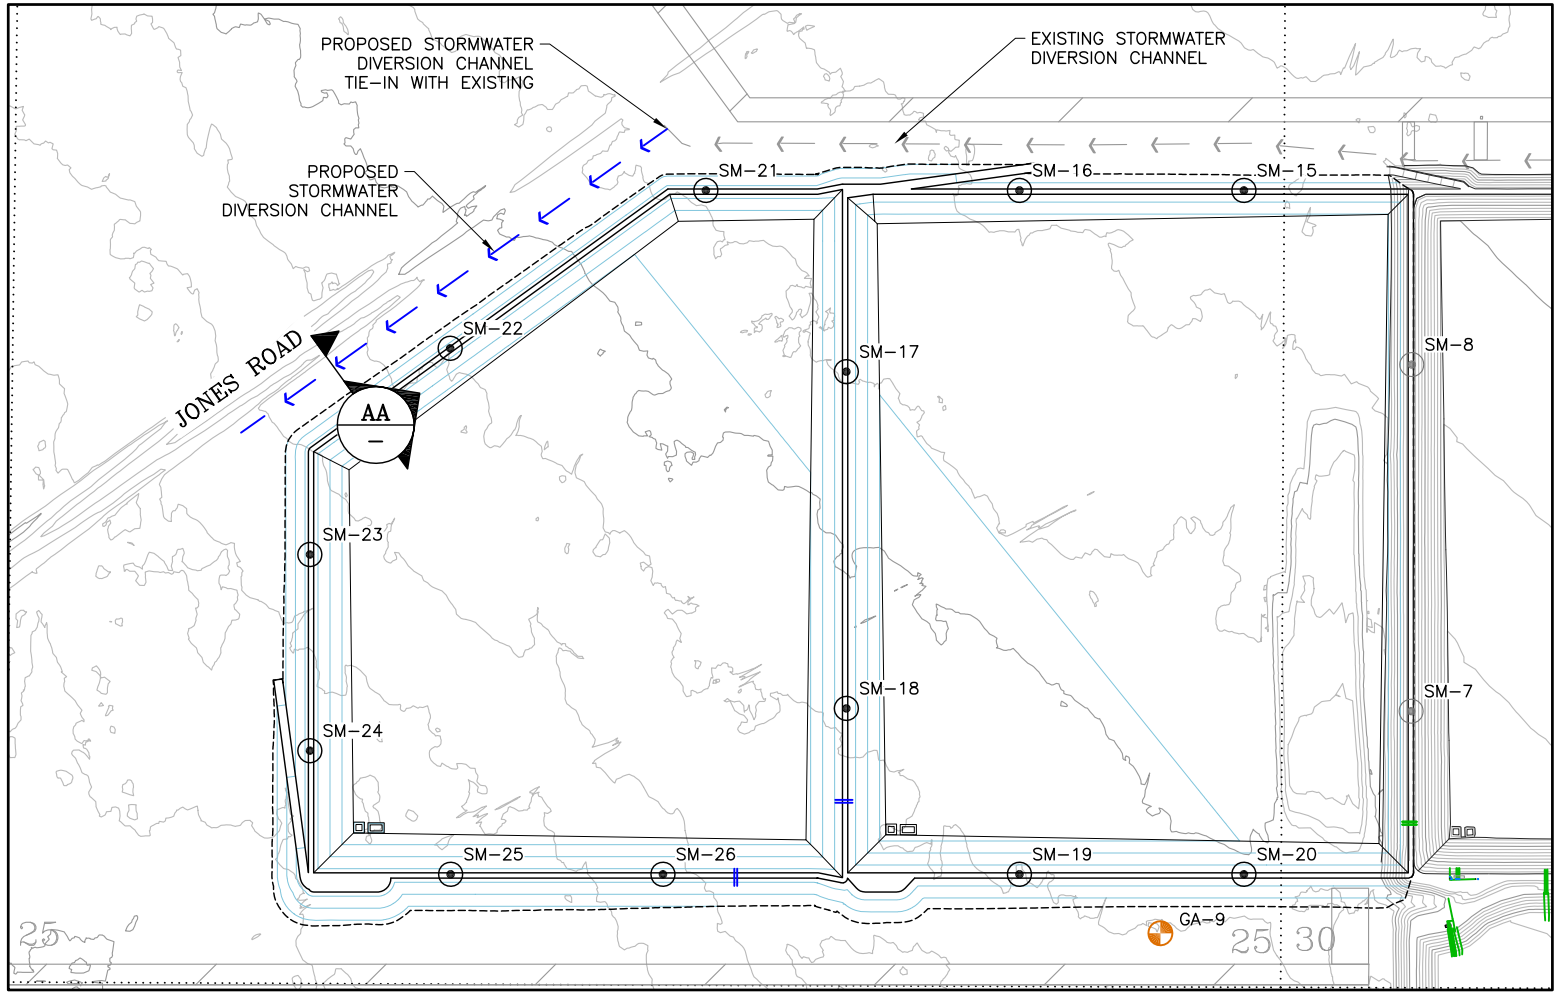 PROPOSED STORMWATER
DIVERSION CHANNEL
TIE-IN WITH EXISTING
EXISTING STORMWATER
DIVERSION CHANNEL
PROPOSED
STORMWATER
DIVERSION CHANNEL
SM-21
SM-16
SM-15
SM-22
SM-17
SM-8
JONES ROAD
AA
-
SM-23
SM-18
SM-7
SM-24
SM-25
SM-26
SM-19
SM-20
GA-9
25
25
30